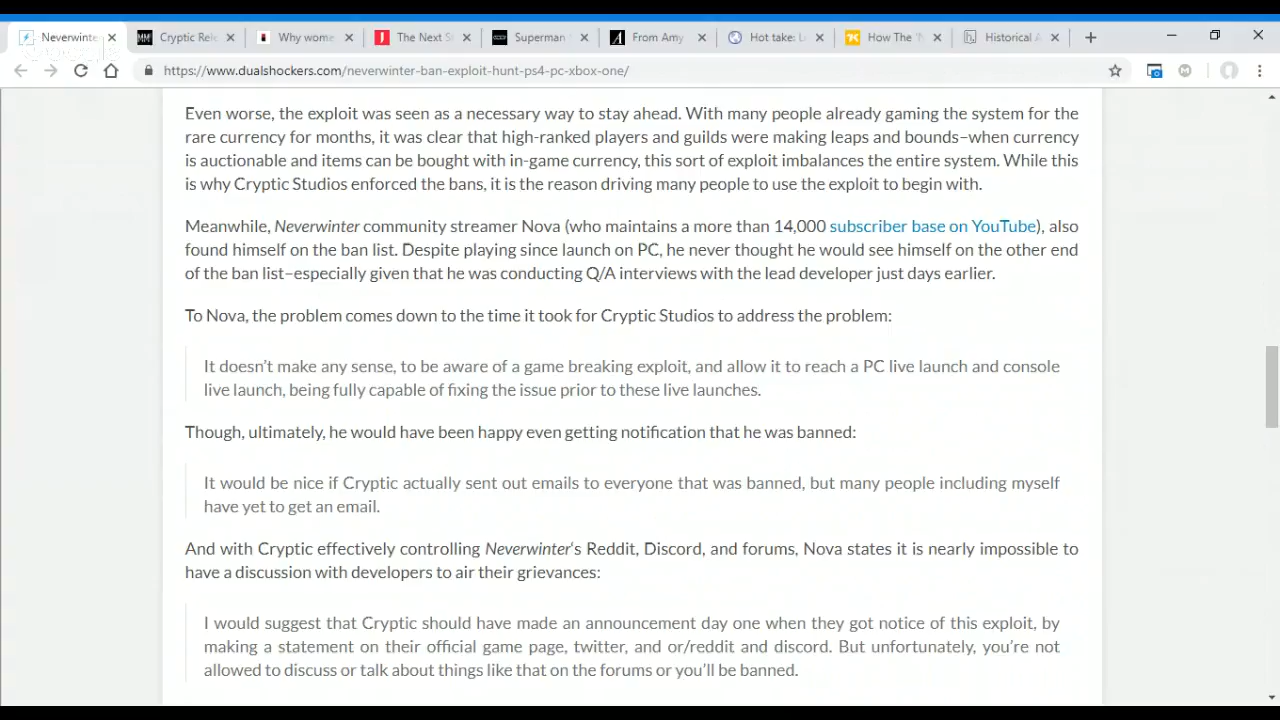 Neverwinte
Cryptic Rele
Why wome
The Next S
Superman
From Amy
Hot take: L
How The 'N
Historical A
https://www.dualshockers.com/neverwinter-ban-exploit-hunt-ps4-pc-xbox-one/
Even worse, the exploit was seen as a necessary way to stay ahead. With many people already gaming the system for the
rare currency for months, it was clear that high-ranked players and guilds were making leaps and bounds–when currency
is auctionable and items can be bought with in-game currency, this sort of exploit imbalances the entire system. While this
is why Cryptic Studios enforced the bans, it is the reason driving many people to use the exploit to begin with.
Meanwhile, Neverwinter community streamer Nova (who maintains a more than 14,000 subscriber base on YouTube), also
found himself on the ban list. Despite playing since launch on PC, he never thought he would see himself on the other end
of the ban list–especially given that he was conducting Q/A interviews with the lead developer just days earlier.
To Nova, the problem comes down to the time it took for Cryptic Studios to address the problem:
It doesn't make any sense, to be aware of a game breaking exploit, and allow it to reach a PC live launch and console
live launch, being fully capable of fixing the issue prior to these live launches.
Though, ultimately, he would have been happy even getting notification that he was banned:
It would be nice if Cryptic actually sent out emails to everyone that was banned, but many people including myself
have yet to get an email.
And with Cryptic effectively controlling Neverwinter's Reddit, Discord, and forums, Nova states it is nearly impossible to
have a discussion with developers to air their grievances:
I would suggest that Cryptic should have made an announcement day one when they got notice of this exploit, by
making a statement on their official game page, twitter, and or/reddit and discord. But unfortunately, you're not
allowed to discuss or talk about things like that on the forums or you'll be banned.